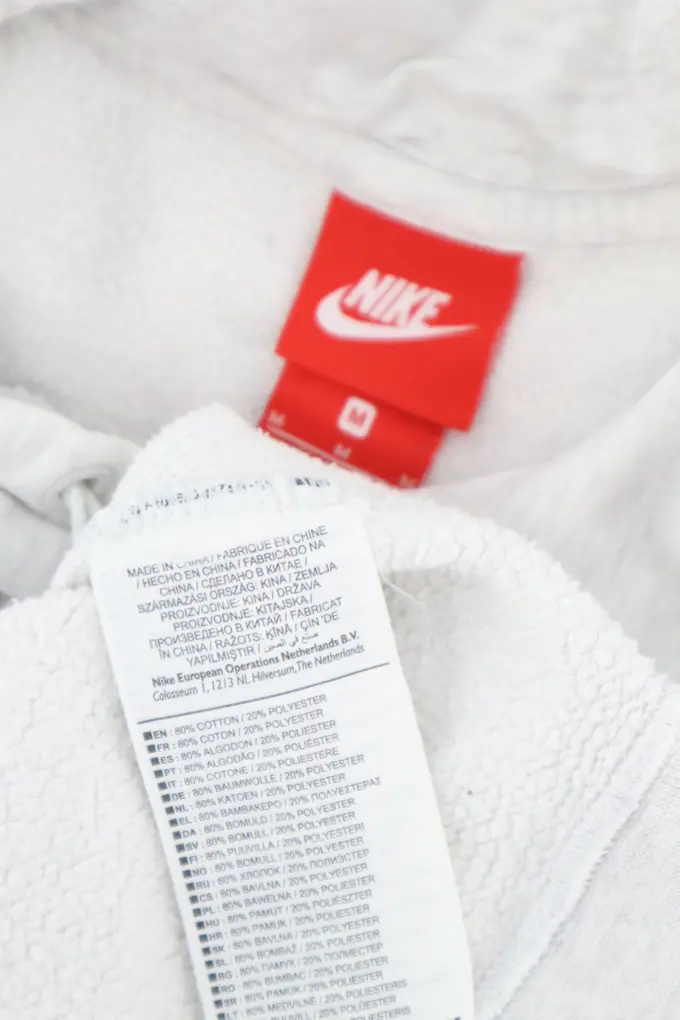 NIKE
M
M
M
MADE IN CHINA / FABRIQUE EN CHINE
/ HECHO EN CHINA / FABRICADO NA
CHINA / СДЕЛАНО В КИТАЕ /
SZÁRMAZÁSI ORSZÁG: KÍNA / ZEMLJA
PROIZVODNJE: KINA / DRŽAVA
PROIZVODNJE: KITAJSKA /
ПРОИЗВЕДЕНО В КИТАЙ / FABRICAT
ÎN CHINA / RAŽOTS: ĶĪNĀ / ÇİN 'DE
YAPILMIŞTIR / صنع في الصين
Nike European Operations Netherlands B.V.
Colosseum 1, 1213 NL Hilversum, The Netherlands
EN : 80% COTTON / 20% POLYESTER
FR : 80% COTON / 20% POLYESTER
ES : 80% ALGODON / 20% POLIESTER
PT : 80% ALGODÃO / 20% POLIÉSTER
IT : 80% COTONE / 20% POLIESTERE
DE : 80% BAUMWOLLE / 20% POLYESTER
NL : 80% KATOEN / 20% POLYESTER
EL : 80% ΒΑΜΒΑΚΕΡΟ / 20% ΠΟΛΥΕΣΤΕΡΑΣ
DA : 80% BOMULD / 20% POLYESTER
SV : 80% BOMULL / 20% POLYESTER
FI : 80% PUUVILLA / 20% POLYESTERI
NO : 80% BOMULL / 20% POLYESTER
RU : 80% ХЛОПОК / 20% ПОЛИЭСТЕР
CS : 80% BAVLNA / 20% POLYESTER
PL : 80% BAWEŁNA / 20% POLIESTER
HU : 80% PAMUT / 20% POLIÉSZTER
HR : 80% PAMUK / 20% POLIESTER
SK : 80% BAVLNA / 20% POLYESTER
SL : 80% BOMBAŽ / 20% POLIESTER
BG : 80% ПАМУК / 20% ПОЛИЕСТЕР
RO : 80% BUMBAC / 20% POLIESTER
SR : 80% PAMUK / 20% POLIESTER
LT : 80% MEDVILNĖ / 20% POLIESTERIS